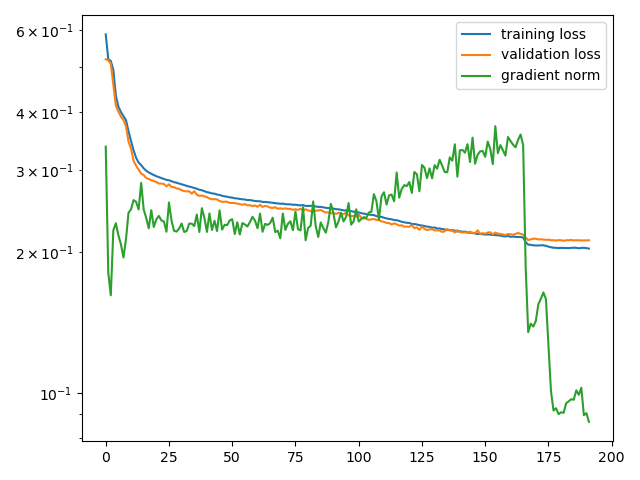 6 × 10⁻¹
4 × 10⁻¹
3 × 10⁻¹
2 × 10⁻¹
10⁻¹
training loss
validation loss
gradient norm
0 25 50 75 100 125 150 175 200